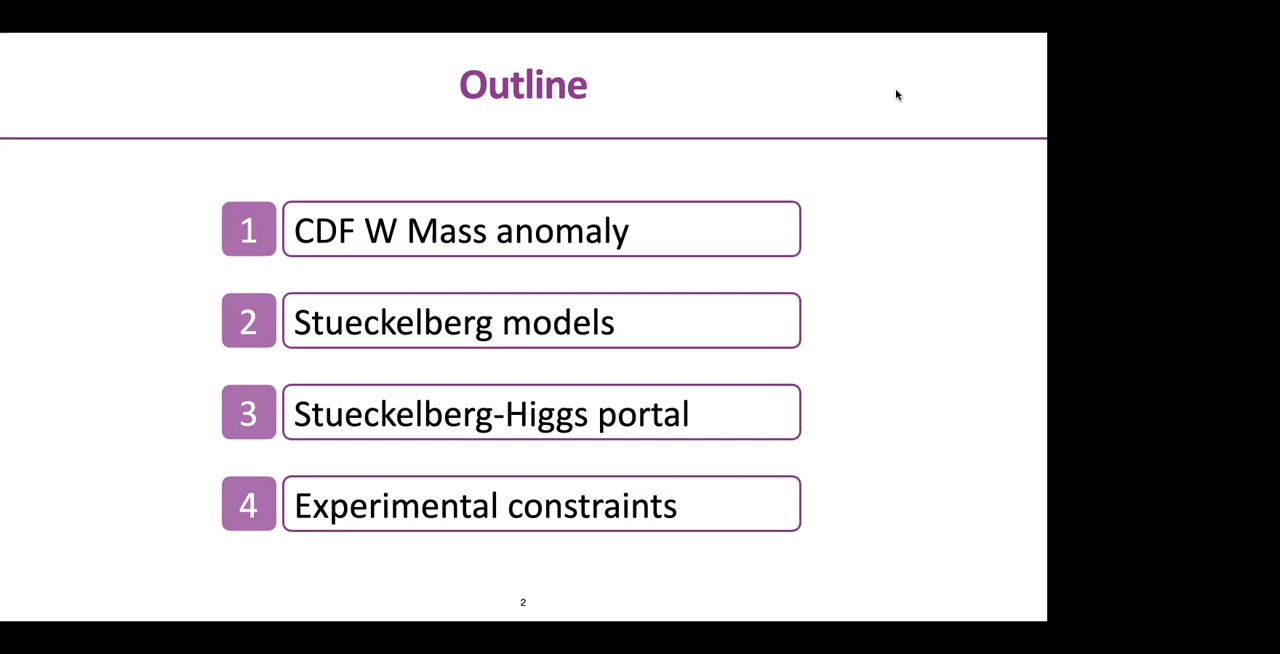 Outline
1 CDF W Mass anomaly
2 Stueckelberg models
3 Stueckelberg-Higgs portal
4 Experimental constraints
2